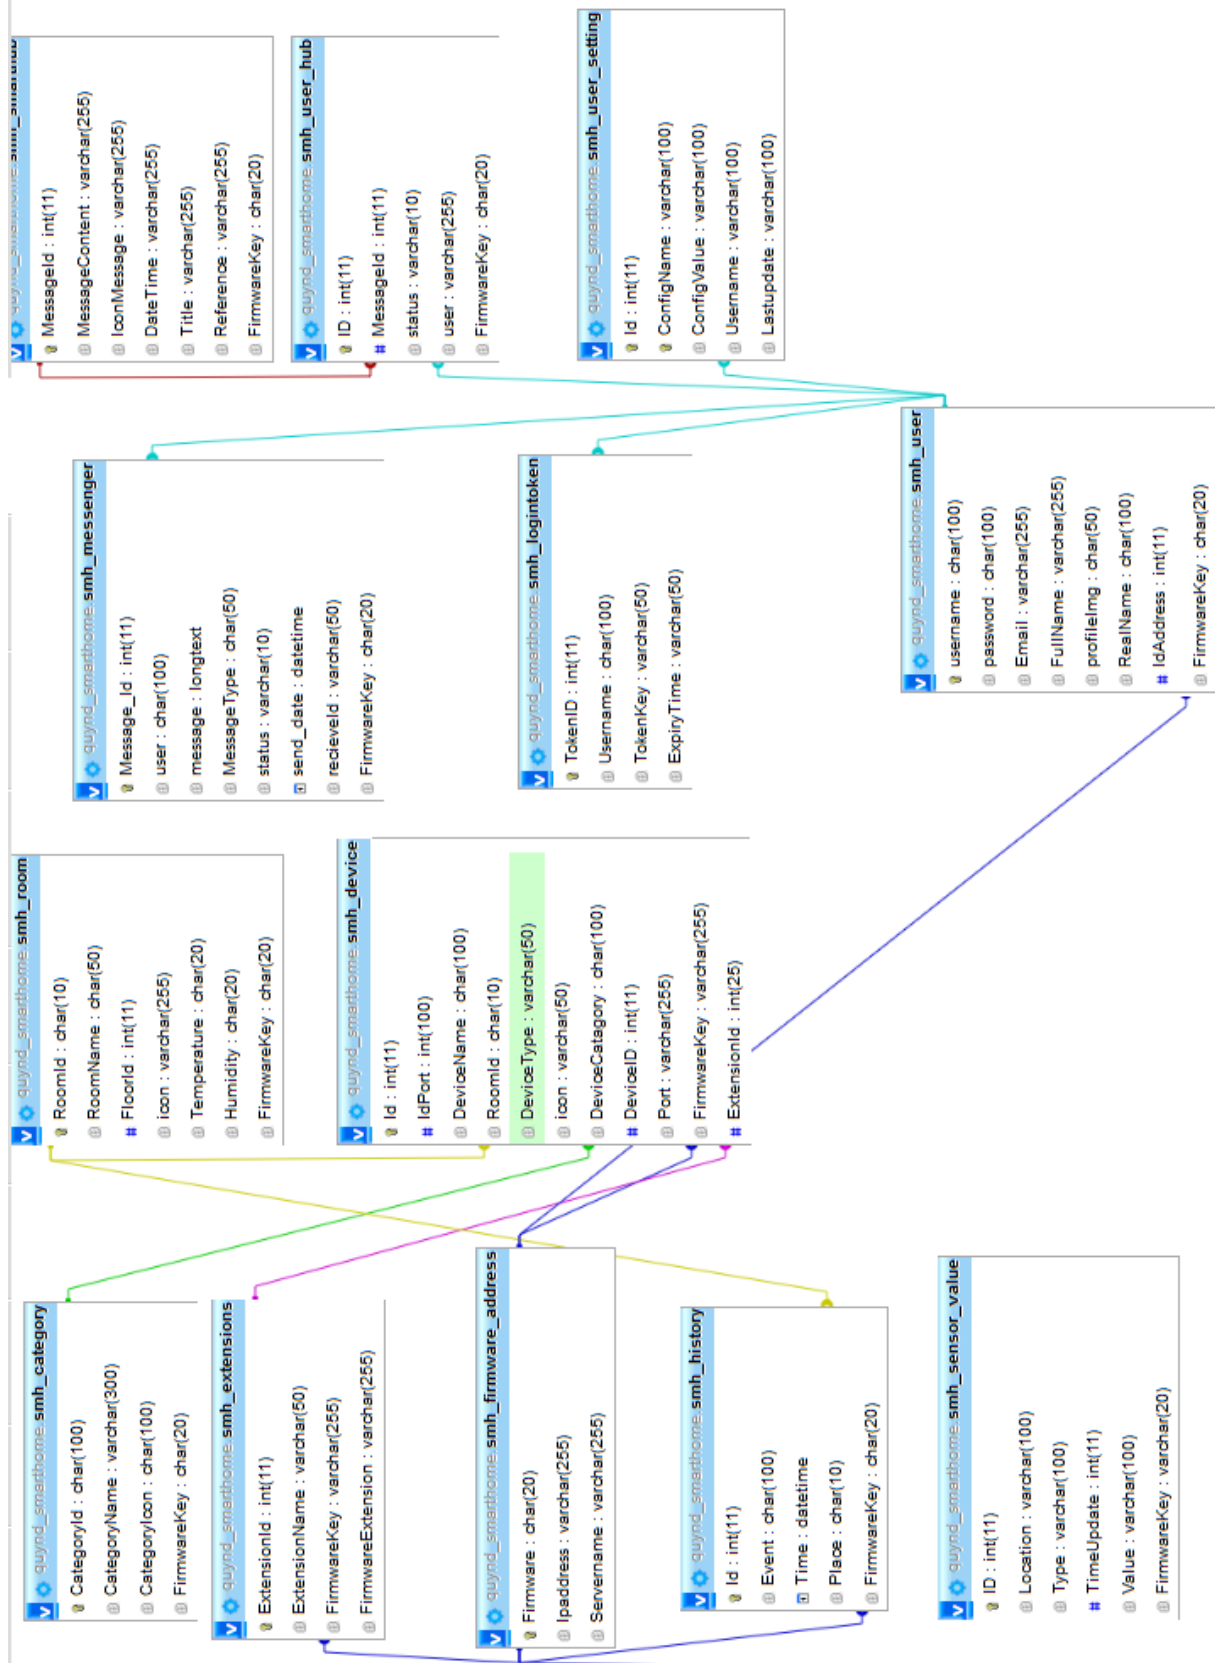 quynd_smarthome.smh_category
CategoryId : char(100)
CategoryName : varchar(300)
CategoryIcon : char(100)
FirmwareKey : char(20)
quynd_smarthome.smh_extensions
ExtensionId : int(11)
ExtensionName : varchar(50)
FirmwareKey : varchar(255)
FirmwareExtension : varchar(255)
quynd_smarthome.smh_firmware_address
Firmware : char(20)
Ipaddress : varchar(255)
Servername : varchar(255)
quynd_smarthome.smh_history
Id : int(11)
Event : char(100)
Time : datetime
Place : char(10)
FirmwareKey : char(20)
quynd_smarthome.smh_sensor_value
ID : int(11)
Location : varchar(100)
Type : varchar(100)
TimeUpdate : int(11)
Value : varchar(100)
FirmwareKey : varchar(20)
quynd_smarthome.smh_room
RoomId : char(10)
RoomName : char(50)
FloorId : int(11)
icon : varchar(255)
Temperature : char(20)
Humidity : char(20)
FirmwareKey : char(20)
quynd_smarthome.smh_device
Id : int(11)
IdPort : int(100)
DeviceName : char(100)
RoomId : char(10)
DeviceType : varchar(50)
icon : varchar(50)
DeviceCatagory : char(100)
DeviceID : int(11)
Port : varchar(255)
FirmwareKey : varchar(255)
ExtensionId : int(25)
quynd_smarthome.smh_messenger
Message_Id : int(11)
user : char(100)
message : longtext
MessageType : char(50)
status : varchar(10)
send_date : datetime
recieveId : varchar(50)
FirmwareKey : char(20)
quynd_smarthome.smh_logintoken
TokenID : int(11)
Username : char(100)
TokenKey : varchar(50)
ExpiryTime : varchar(50)
quynd_smarthome.smh_user
username : char(100)
password : char(100)
Email : varchar(255)
FullName : varchar(255)
profileImg : char(50)
RealName : char(100)
IdAddress : int(11)
FirmwareKey : char(20)
quynd_smarthome.smh_smarthub
MessageId : int(11)
MessageContent : varchar(255)
IconMessage : varchar(255)
DateTime : varchar(255)
Title : varchar(255)
Reference : varchar(255)
FirmwareKey : char(20)
quynd_smarthome.smh_user_hub
ID : int(11)
MessageId : int(11)
status : varchar(10)
user : varchar(255)
FirmwareKey : char(20)
quynd_smarthome.smh_user_setting
Id : int(11)
ConfigName : varchar(100)
ConfigValue : varchar(100)
Username : varchar(100)
Lastupdate : varchar(100)